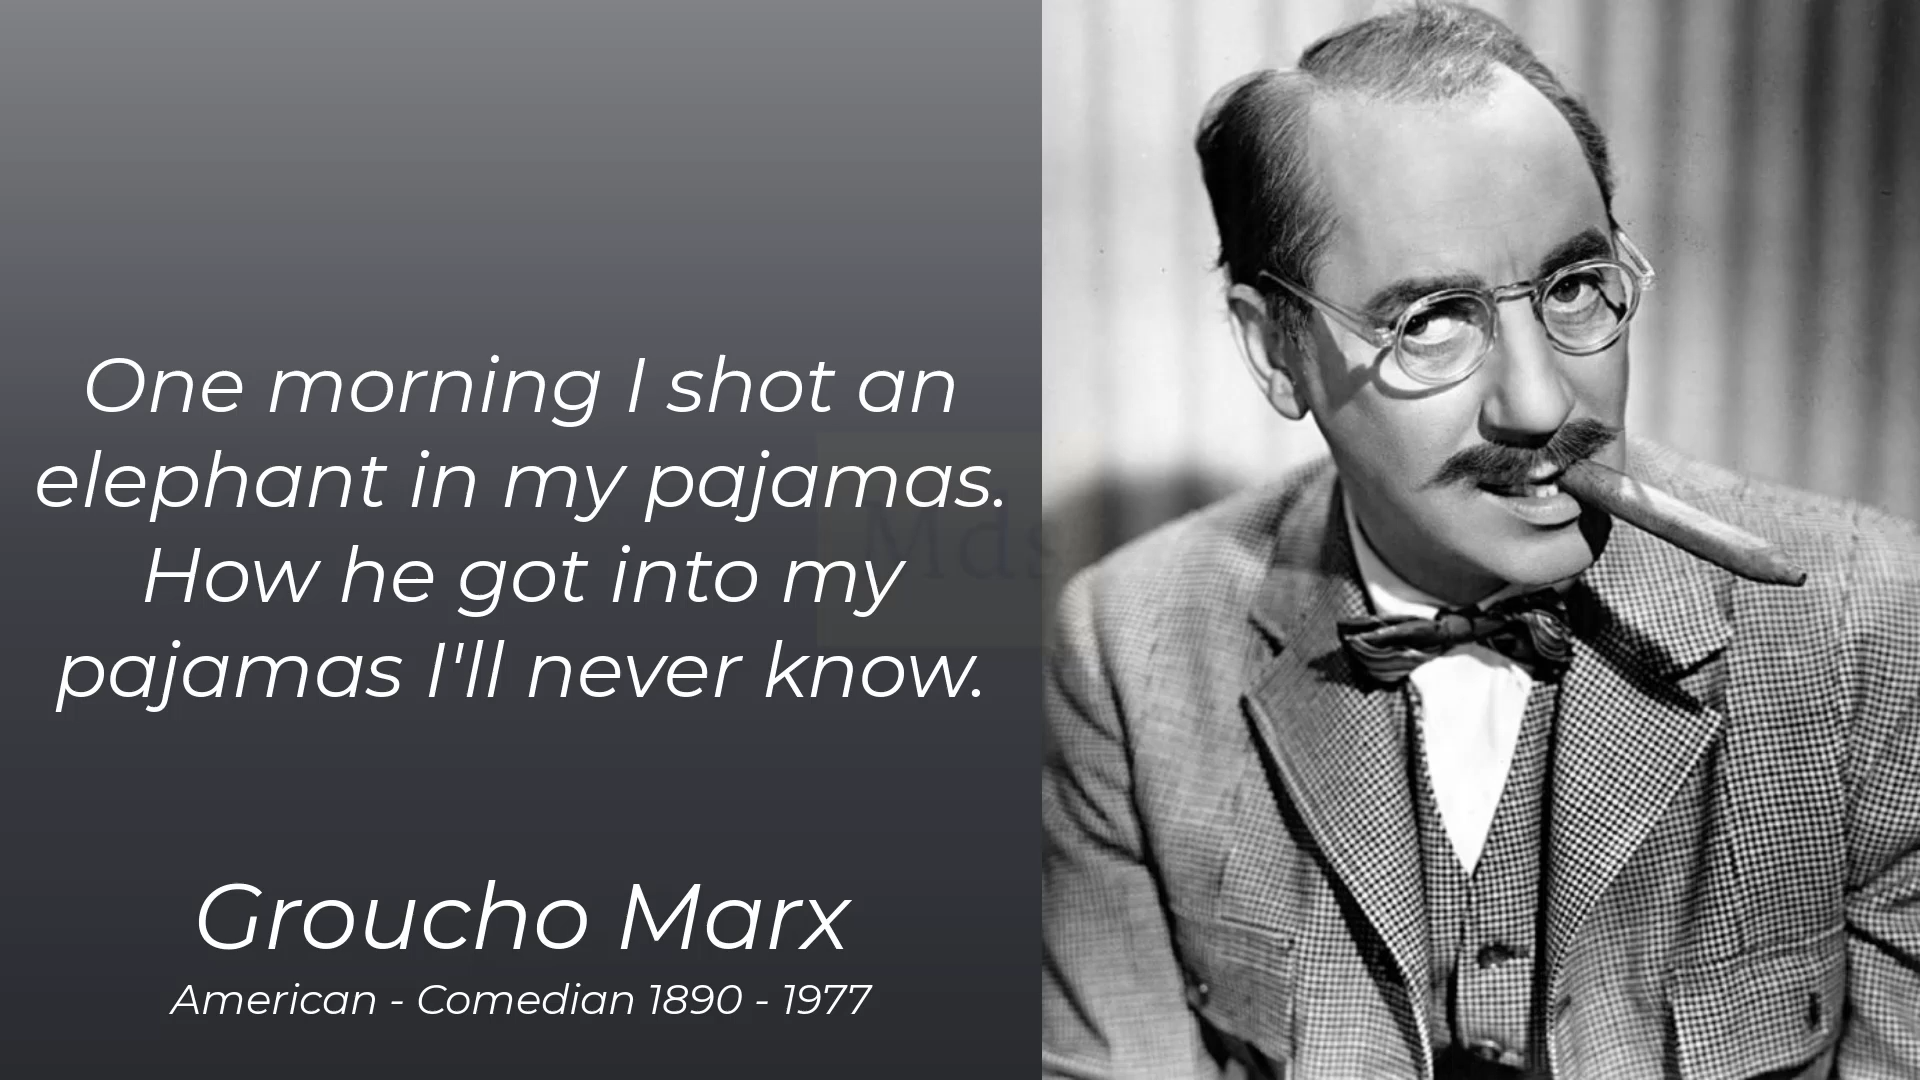 One morning I shot an
elephant in my pajamas.
How he got into my
pajamas I'll never know.
Groucho Marx
American - Comedian 1890 - 1977